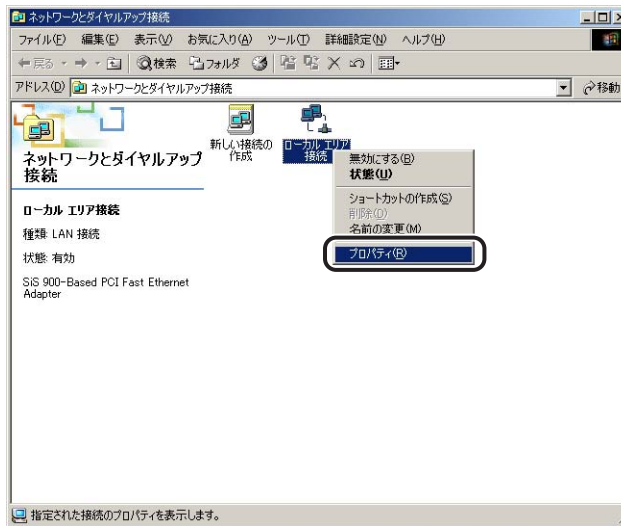 ネットワークとダイヤルアップ接続
ファイル(F) 編集(E) 表示(V) お気に入り(A) ツール(T) 詳細設定(N) ヘルプ(H)
戻る 検索 フォルダ
アドレス(D) ネットワークとダイヤルアップ接続 移動
ネットワークとダイヤルアップ
接続
ローカル エリア接続
種類: LAN 接続
状態: 有効
SiS 900-Based PCI Fast Ethernet
Adapter
新しい接続の
作成
ローカル エリア
接続
無効にする(B)
状態(U)
ショートカットの作成(S)
削除(D)
名前の変更(M)
プロパティ(R)
指定された接続のプロパティを表示します。